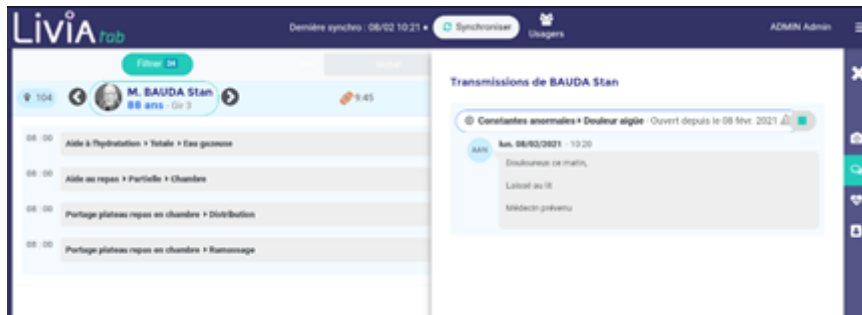 LiViA tab
Dernière synchro : 08/02 10:21
Synchroniser
Usagers
ADMIN Admin
Filtrer 34
104
M. BAUDA Stan
88 ans - Gir 3
9:45
08 : 00 Aide à l'hydratation Totale Eau gazeuse
08 : 00 Aide au repas Partielle Chambre
08 : 00 Portage plateau repas en chambre Distribution
08 : 00 Portage plateau repas en chambre Ramassage
Transmissions de BAUDA Stan
Constantes anormales Douleur aigüe - Ouvert depuis le 08 févr. 2021
lun. 08/02/2021 - 10:20
Douloureux ce matin,
Laissé au lit
Médecin prévenu